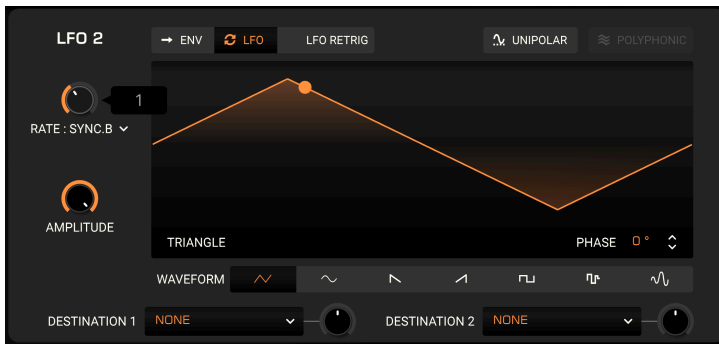 LFO 2
ENV LFO LFO RETRIG
UNIPOLAR POLYPHONIC
1
RATE : SYNC.B
AMPLITUDE
TRIANGLE
PHASE 0°
WAVEFORM
DESTINATION 1 NONE
DESTINATION 2 NONE